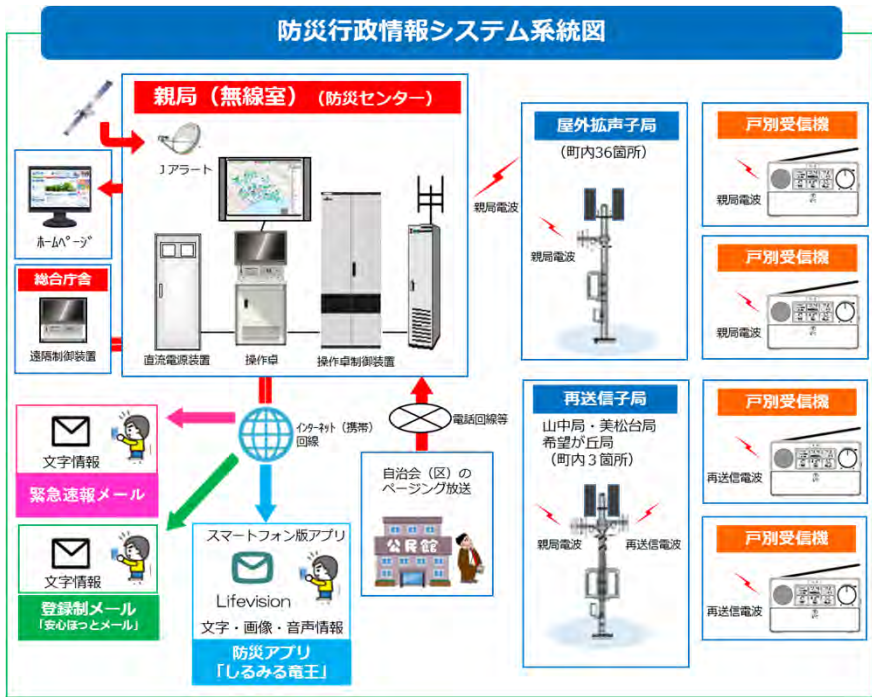 防災行政情報システム系統図
親局（無線室）（防災センター）
Ｊアラート
直流電源装置
操作卓
操作卓制御装置
ﾎｰﾑﾍﾟｰｼﾞ
総合庁舎
遠隔制御装置
親局電波
屋外拡声子局
（町内36箇所）
親局電波
戸別受信機
親局電波
戸別受信機
親局電波
文字情報
緊急速報メール
ｲﾝﾀｰﾈｯﾄ（携帯）
回線
電話回線等
自治会（区）の
ページング放送
公民館
文字情報
登録制メール
「安心ほっとメール」
スマートフォン版アプリ
Lifevision
文字・画像・音声情報
防災アプリ
「しるみる竜王」
再送信子局
山中局・美松台局
希望が丘局
（町内３箇所）
親局電波
再送信電波
戸別受信機
再送信電波
戸別受信機
再送信電波